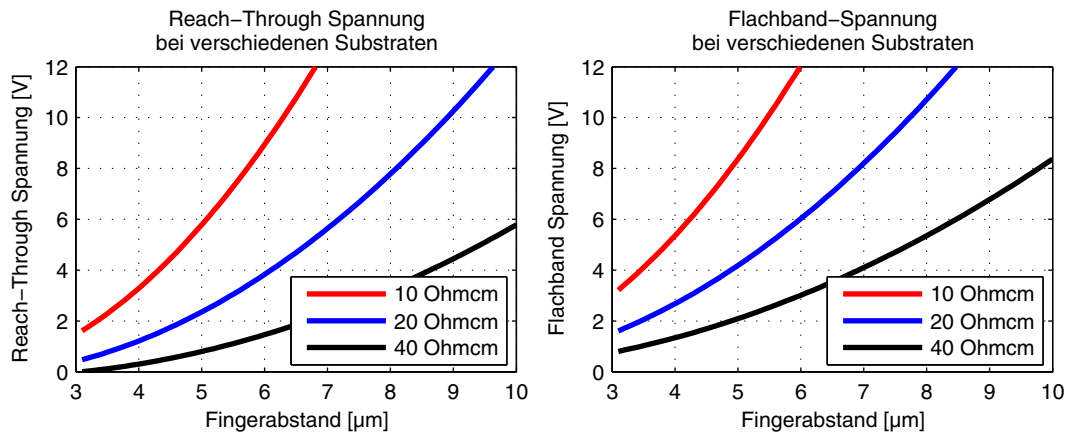 Reach−Through Spannung
bei verschiedenen Substraten
Reach−Through Spannung [V]
12
10
8
6
4
2
0
3 4 5 6 7 8 9 10
Fingerabstand [µm]
10 Ohmcm
20 Ohmcm
40 Ohmcm
Flachband−Spannung
bei verschiedenen Substraten
Flachband Spannung [V]
12
10
8
6
4
2
0
3 4 5 6 7 8 9 10
Fingerabstand [µm]
10 Ohmcm
20 Ohmcm
40 Ohmcm